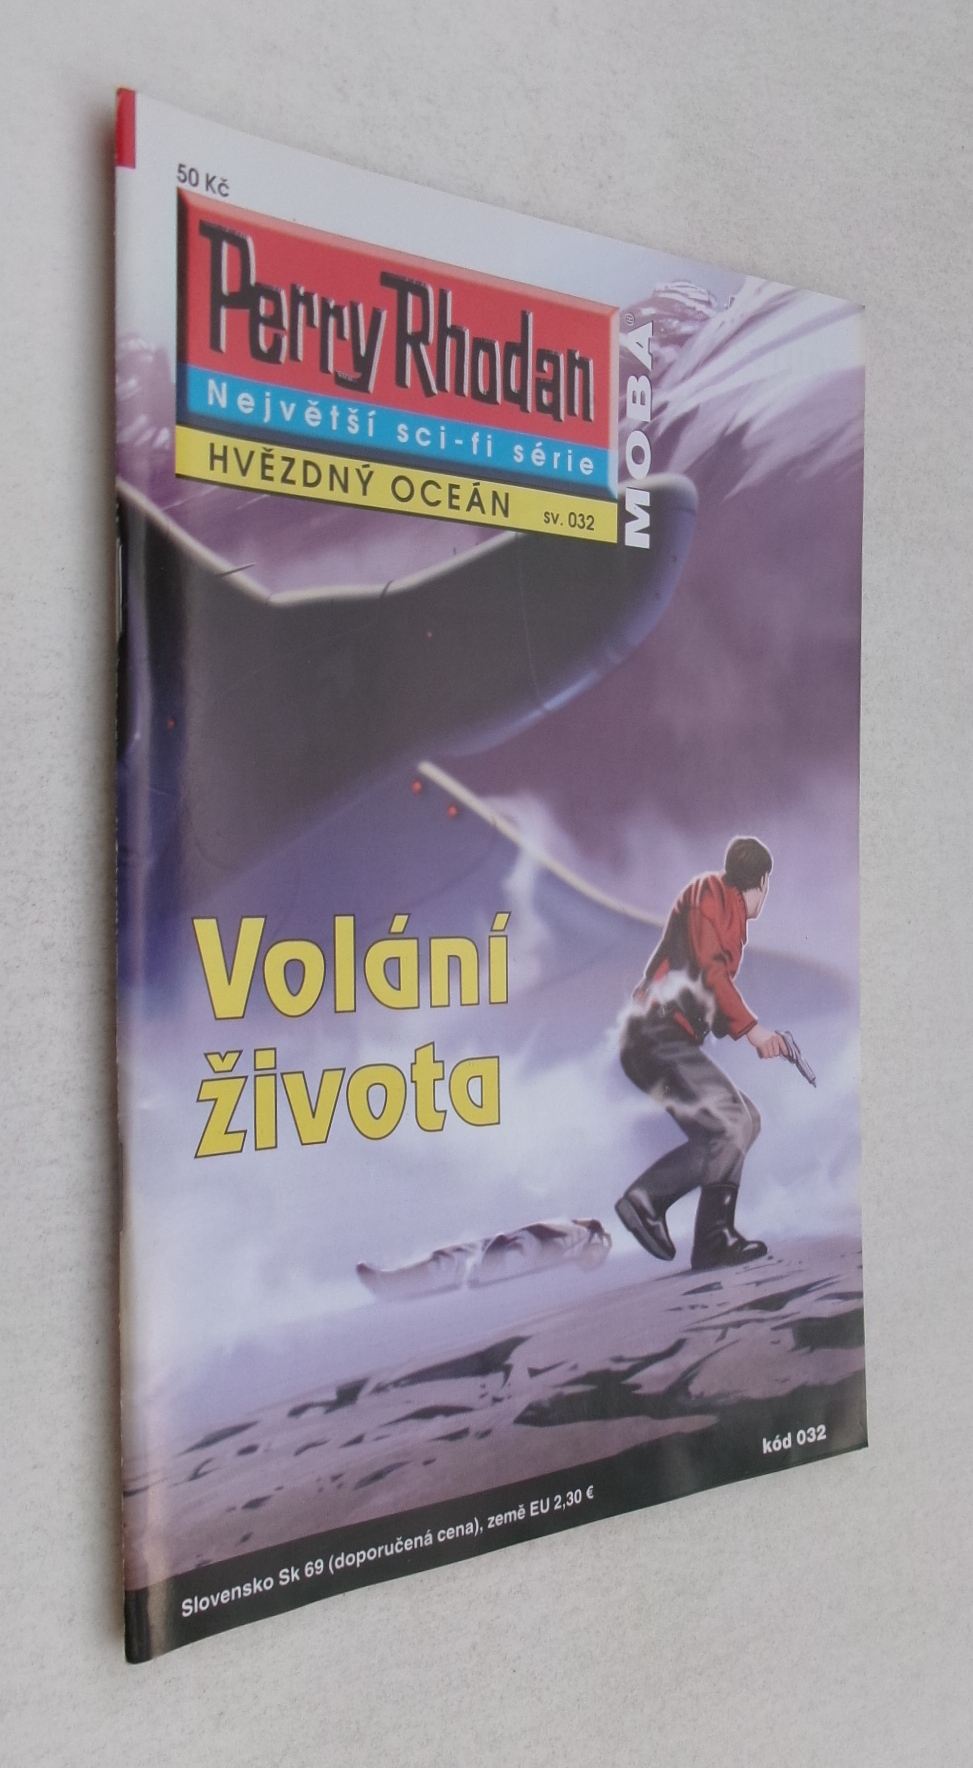 50 Kč
Perry Rhodan
Největší sci-fi série
HVĚZDNÝ OCEÁN sv. 032
MOBA®
Volání
života
kód 032
Slovensko Sk 69 (doporučená cena), země EU 2,30 €